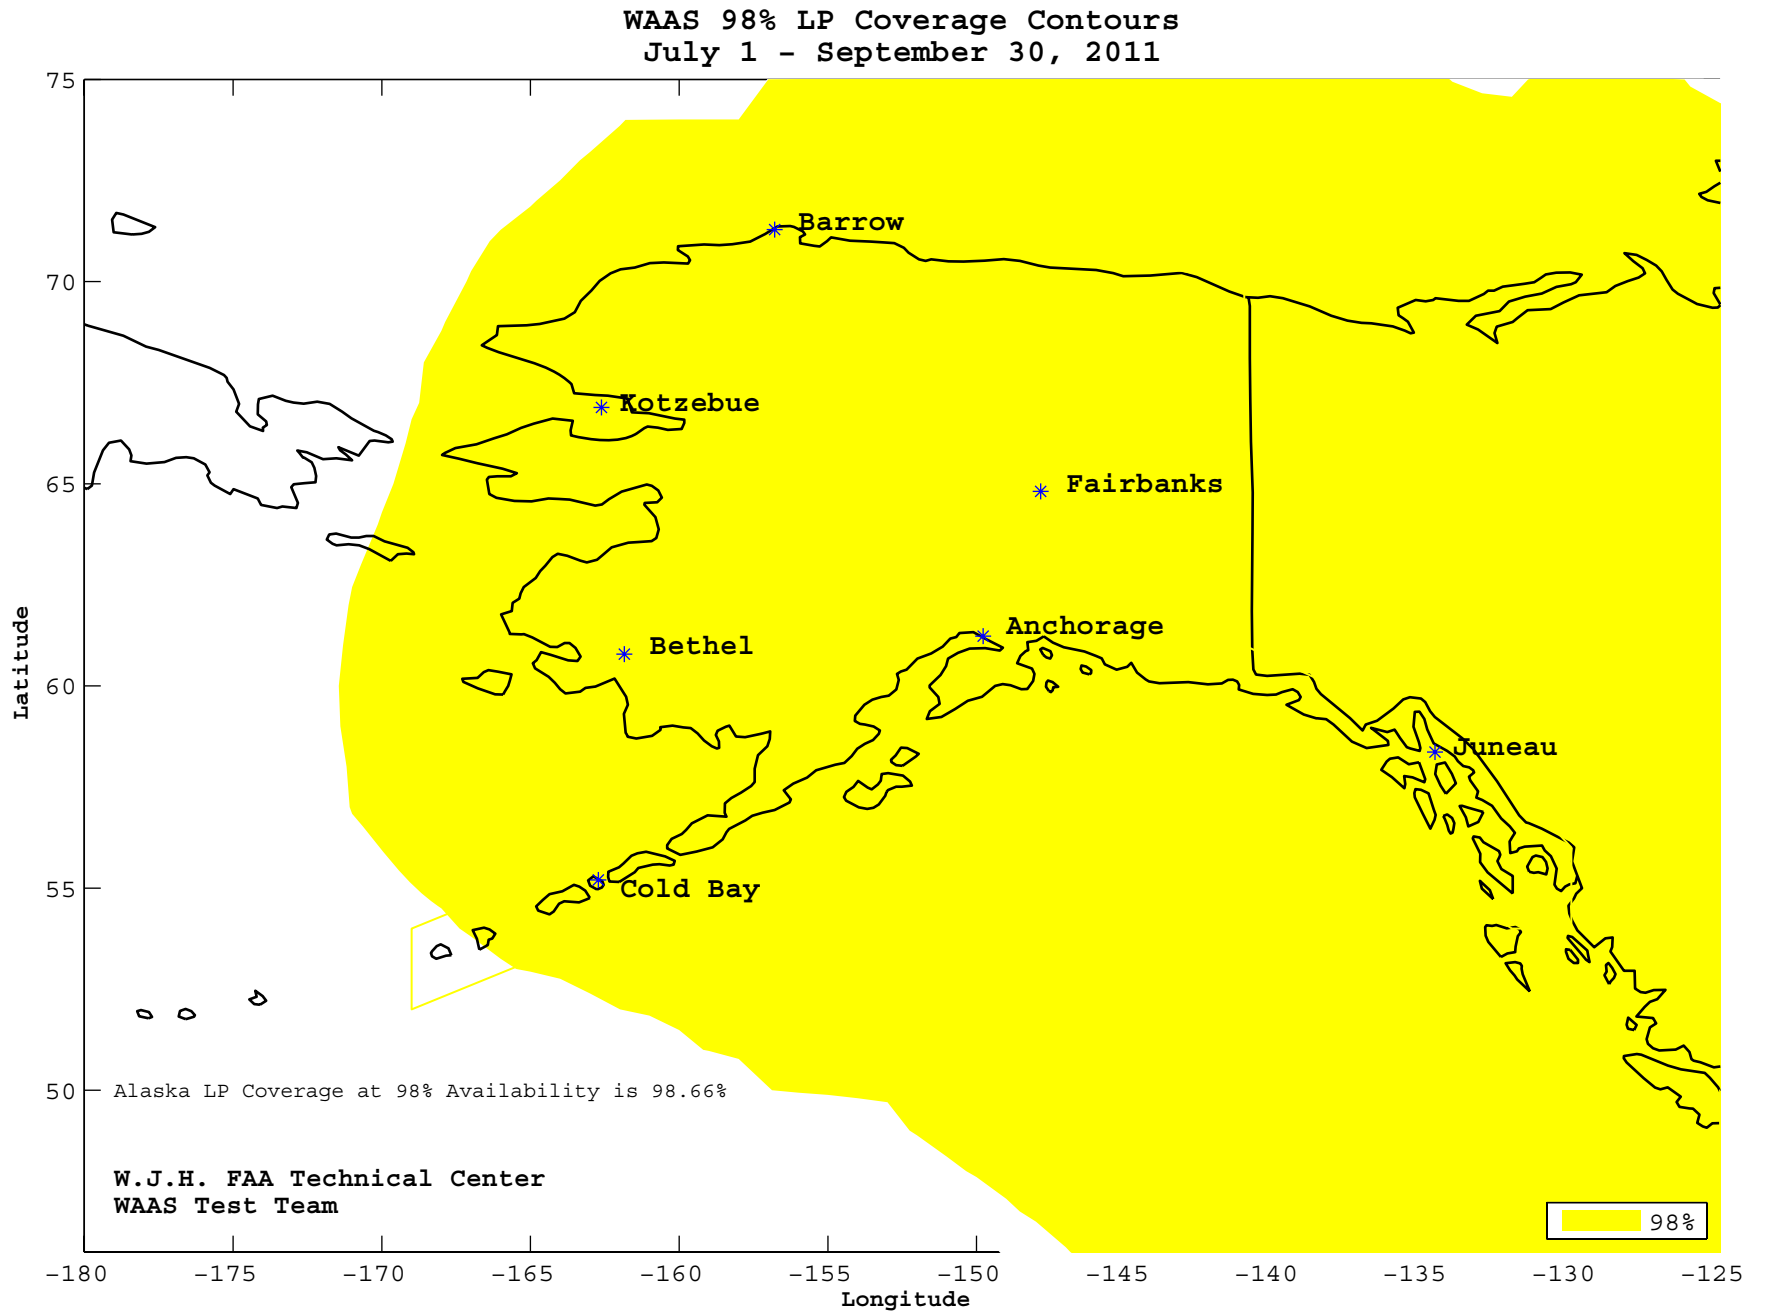 WAAS 98% LP Coverage Contours
July 1 - September 30, 2011
75
70
65
60
55
50
Latitude
Barrow
Kotzebue
Fairbanks
Anchorage
Bethel
Juneau
Cold Bay
Alaska LP Coverage at 98% Availability is 98.66%
W.J.H. FAA Technical Center
WAAS Test Team
98%
-180 -175 -170 -165 -160 -155 -150 -145 -140 -135 -130 -125
Longitude